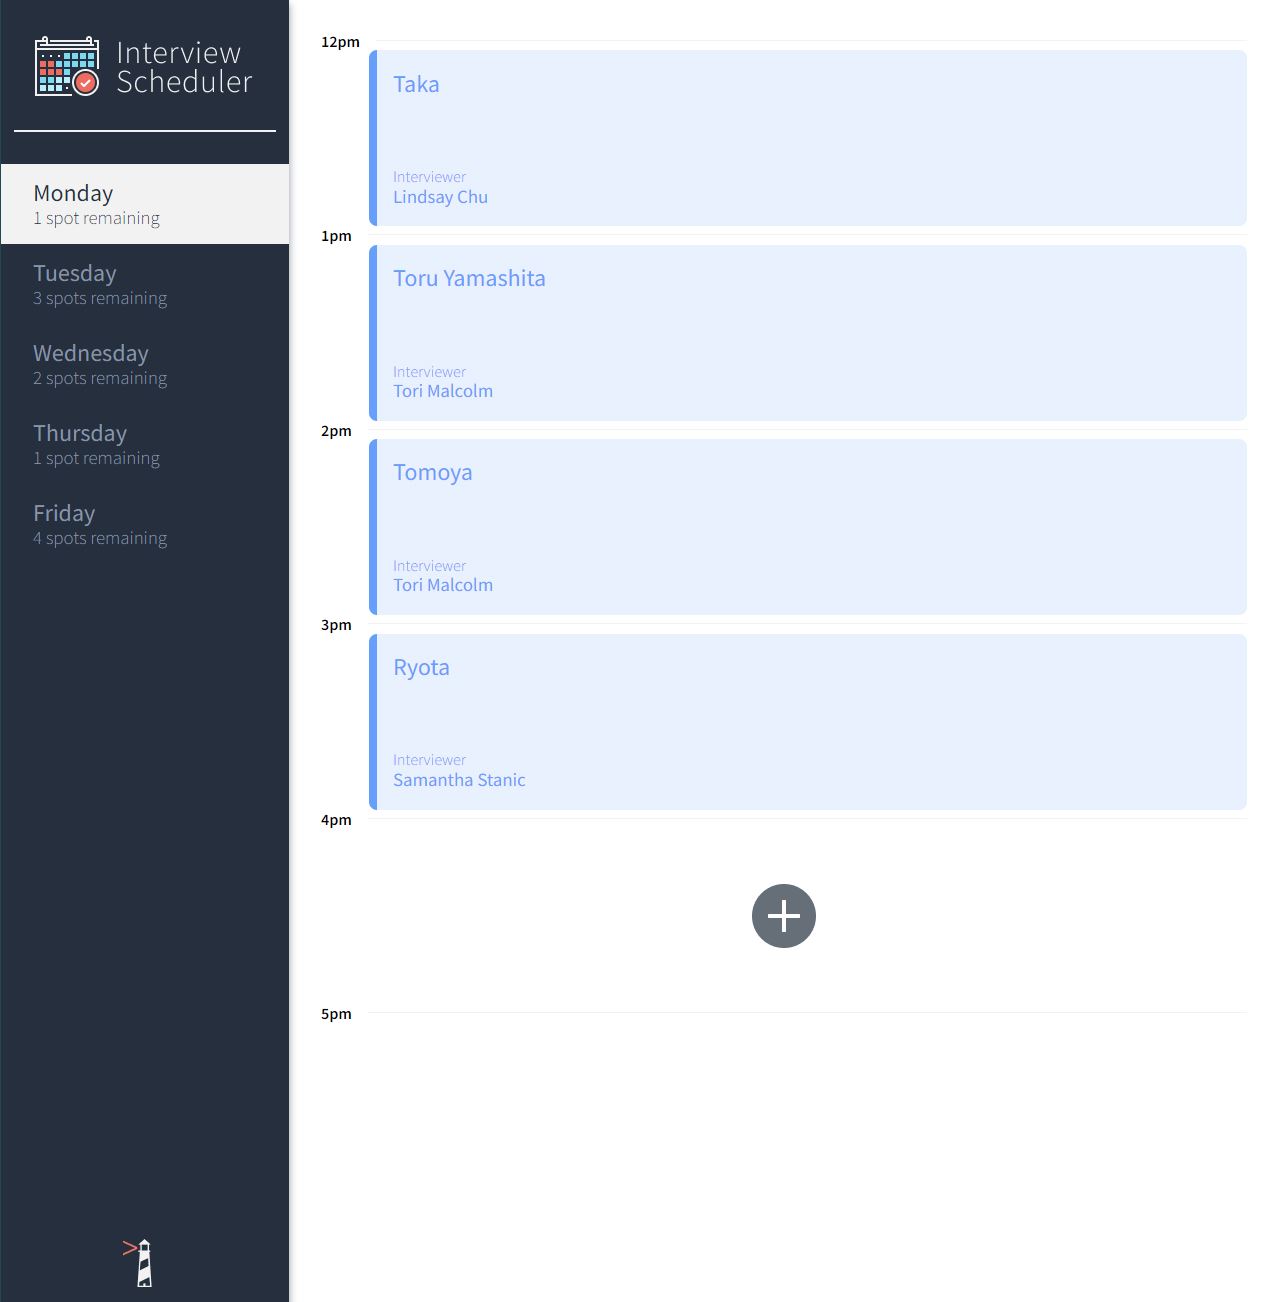 Interview
Scheduler
Monday
1 spot remaining
Tuesday
3 spots remaining
Wednesday
2 spots remaining
Thursday
1 spot remaining
Friday
4 spots remaining
12pm
Taka
Interviewer
Lindsay Chu
1pm
Toru Yamashita
Interviewer
Tori Malcolm
2pm
Tomoya
Interviewer
Tori Malcolm
3pm
Ryota
Interviewer
Samantha Stanic
4pm
5pm